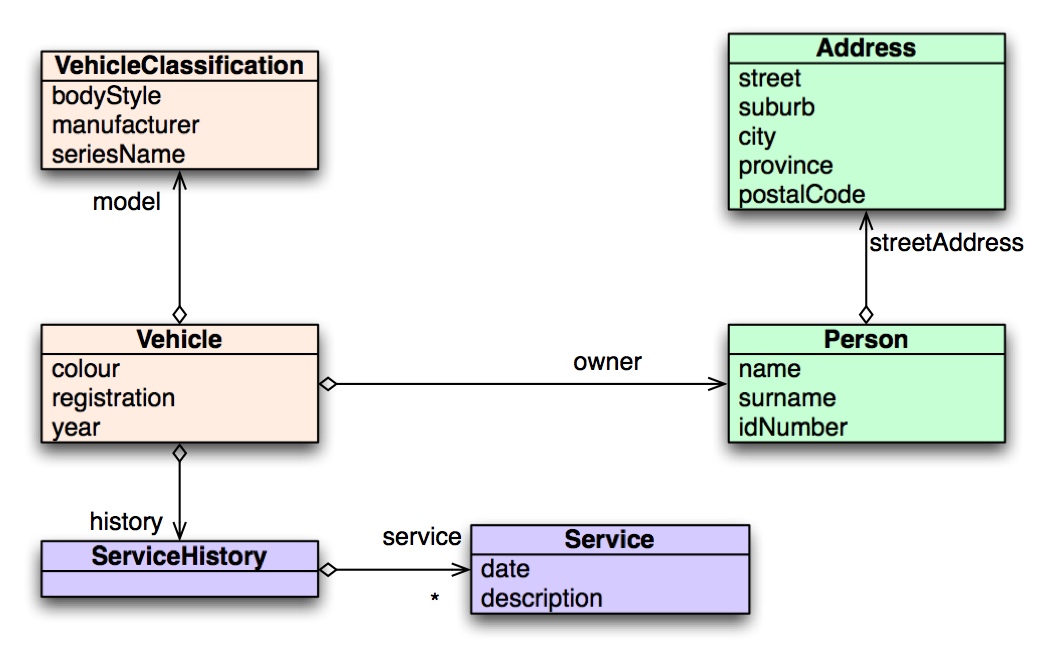 VehicleClassification
bodyStyle
manufacturer
seriesName
model
Address
street
suburb
city
province
postalCode
streetAddress
Vehicle
colour
registration
year
owner
Person
name
surname
idNumber
history
ServiceHistory
service
*
Service
date
description